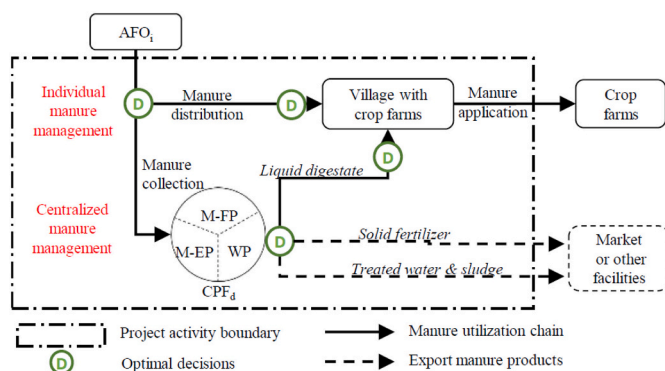 AFOi
Individual
manure
management
D
Manure
distribution
D
Village with
crop farms
Manure
application
Crop
farms
D
Manure
collection
Liquid digestate
Centralized
manure
management
M-FP
M-EP
WP
CPFd
D
Solid fertilizer
Treated water & sludge
Market
or other
facilities
Project activity boundary
Manure utilization chain
D
Optimal decisions
Export manure products